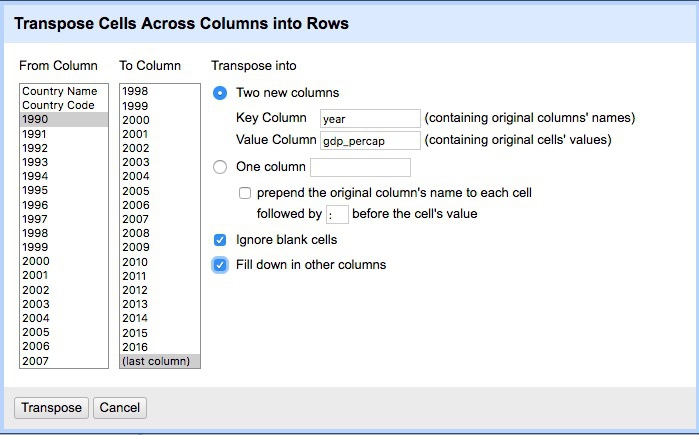 Transpose Cells Across Columns into Rows
From Column
Country Name
Country Code
1990
1991
1992
1993
1994
1995
1996
1997
1998
1999
2000
2001
2002
2003
2004
2005
2006
2007
To Column
1998
1999
2000
2001
2002
2003
2004
2005
2006
2007
2008
2009
2010
2011
2012
2013
2014
2015
2016
(last column)
Transpose into
Two new columns
Key Column year (containing original columns' names)
Value Column gdp_percap (containing original cells' values)
One column
prepend the original column's name to each cell
followed by : before the cell's value
Ignore blank cells
Fill down in other columns
Transpose Cancel